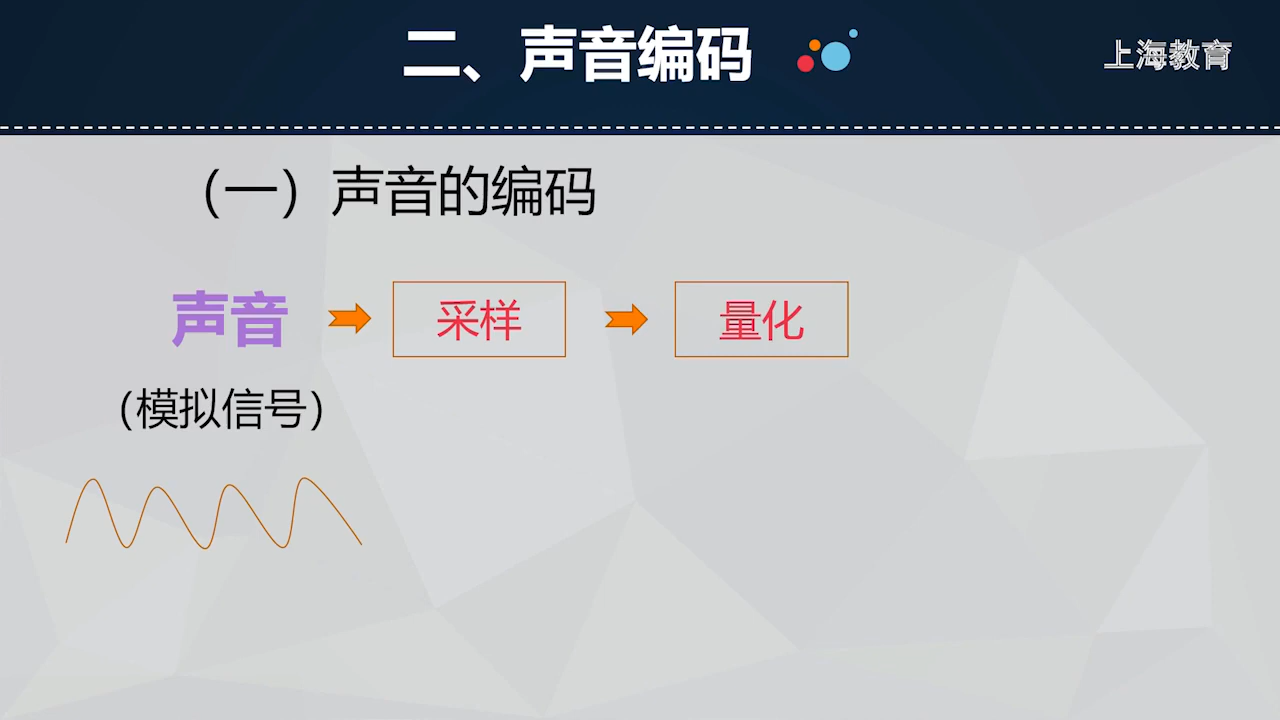 二、声音编码
上海教育
（一）声音的编码
声音
采样
量化
（模拟信号）